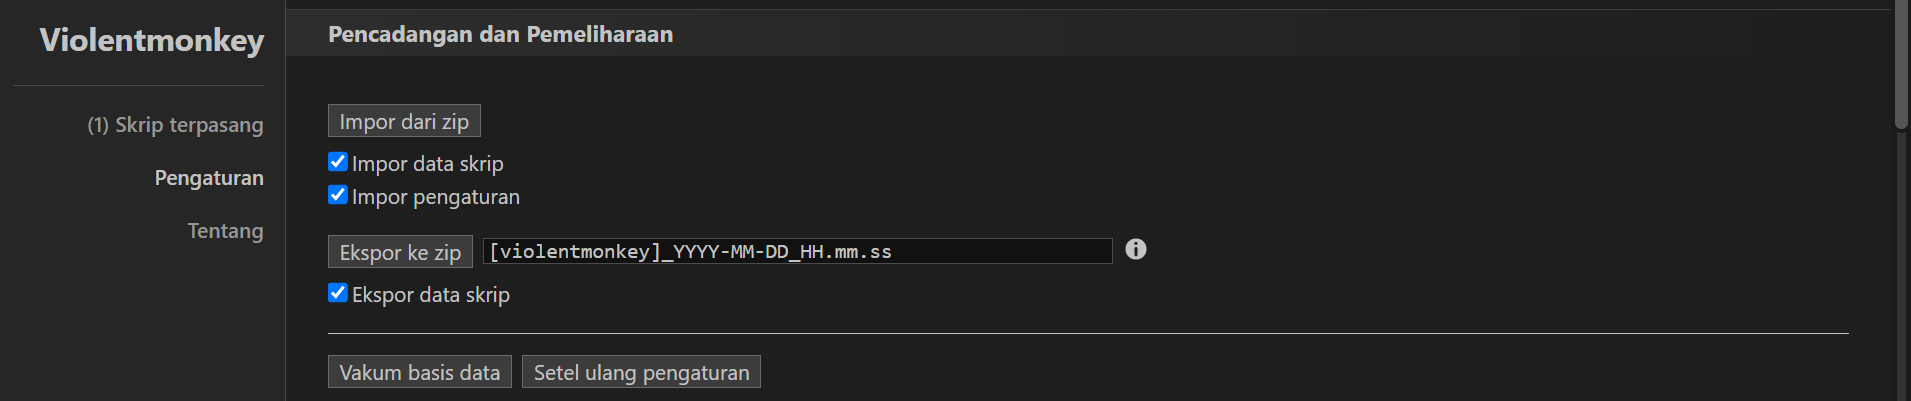 Violentmonkey
(1) Skrip terpasang
Pengaturan
Tentang
Pencadangan dan Pemeliharaan
Impor dari zip
Impor data skrip
Impor pengaturan
Ekspor ke zip [violentmonkey]_YYYY-MM-DD_HH.mm.ss
Ekspor data skrip
Vakum basis data Setel ulang pengaturan